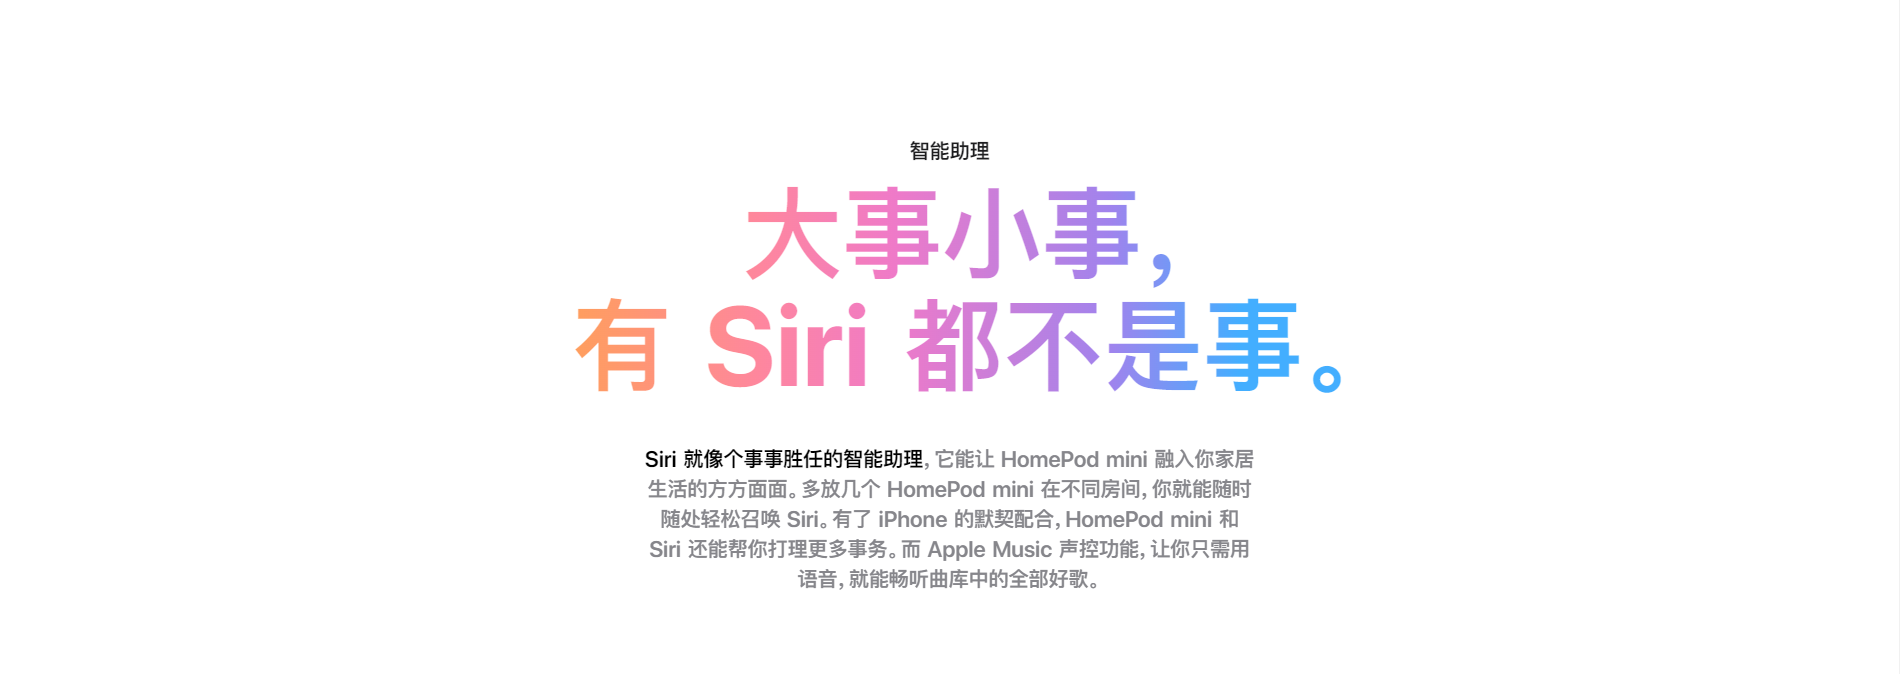 智能助理
大事小事，
有 Siri 都不是事。
Siri 就像个事事胜任的智能助理，它能让 HomePod mini 融入你家居
生活的方方面面。多放几个 HomePod mini 在不同房间，你就能随时
随处轻松召唤 Siri。有了 iPhone 的默契配合，HomePod mini 和
Siri 还能帮你打理更多事务。而 Apple Music 声控功能，让你只需用
语音，就能畅听曲库中的全部好歌。